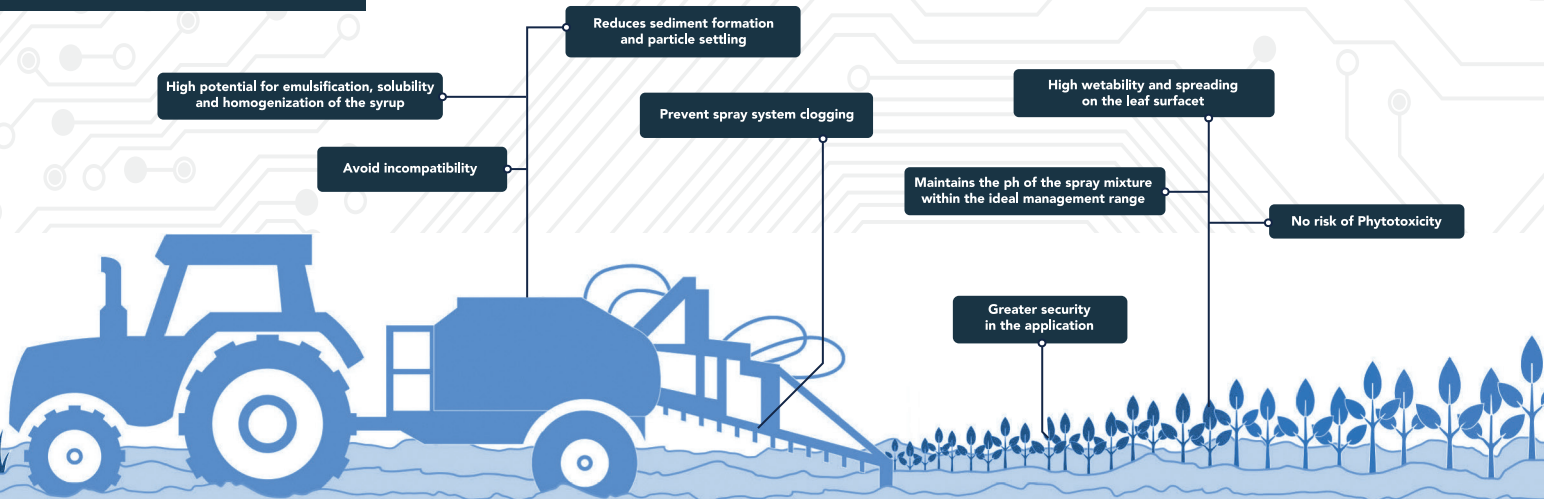 Reduces sediment formation
and particle settling
High potential for emulsification, solubility
and homogenization of the syrup
Avoid incompatibility
Prevent spray system clogging
High wetability and spreading
on the leaf surfacet
Maintains the ph of the spray mixture
within the ideal management range
No risk of Phytotoxicity
Greater security
in the application